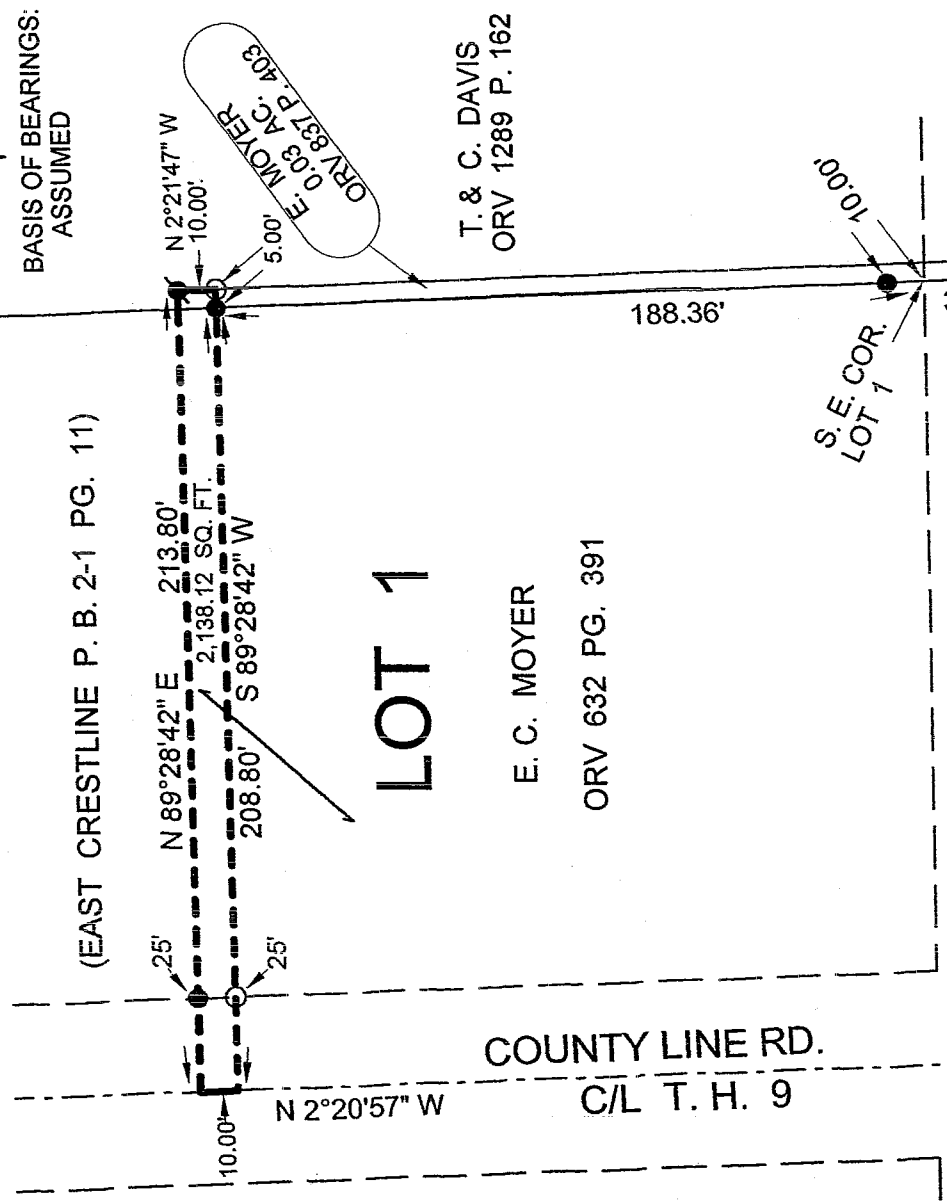 BASIS OF BEARINGS:
ASSUMED
N 2°21'47" W
10.00'
5.00'
E. MOYER
0.03 AC.
ORV 837 P. 403
T. & C. DAVIS
ORV 1289 P. 162
10.00'
188.36'
S. E. COR.
LOT 1
(EAST CRESTLINE P. B. 2-1 PG. 11)
N 89°28'42" E 213.80'
2,138.12 SQ. FT.
S 89°28'42" W
208.80'
LOT 1
E. C. MOYER
ORV 632 PG. 391
25'
25'
COUNTY LINE RD.
C/L T. H. 9
N 2°20'57" W
10.00'